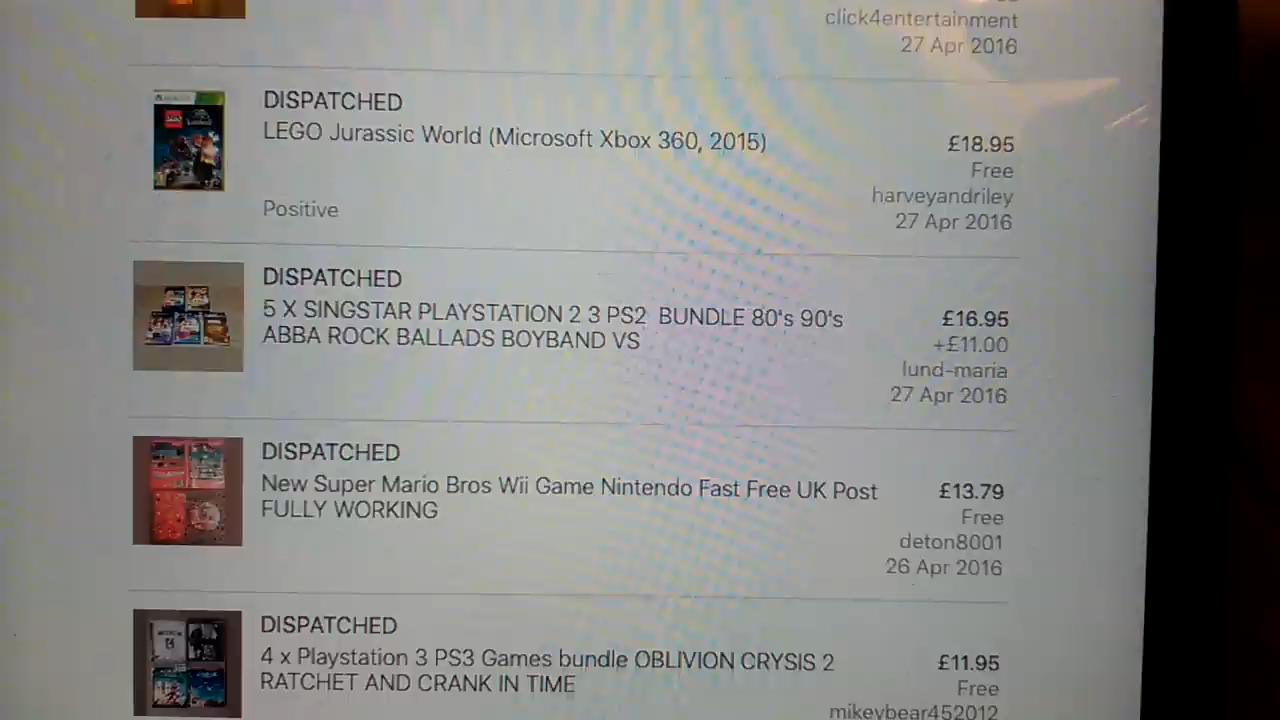 click4entertainment
27 Apr 2016
DISPATCHED
LEGO Jurassic World (Microsoft Xbox 360, 2015)
£18.95
Free
harveyandriley
Positive
27 Apr 2016
DISPATCHED
5 X SINGSTAR PLAYSTATION 2 3 PS2 BUNDLE 80's 90's
ABBA ROCK BALLADS BOYBAND VS
£16.95
+£11.00
lund-maria
27 Apr 2016
DISPATCHED
New Super Mario Bros Wii Game Nintendo Fast Free UK Post
FULLY WORKING
£13.79
Free
deton8001
26 Apr 2016
DISPATCHED
4 x Playstation 3 PS3 Games bundle OBLIVION CRYSIS 2
RATCHET AND CRANK IN TIME
£11.95
Free
mikeybear452012